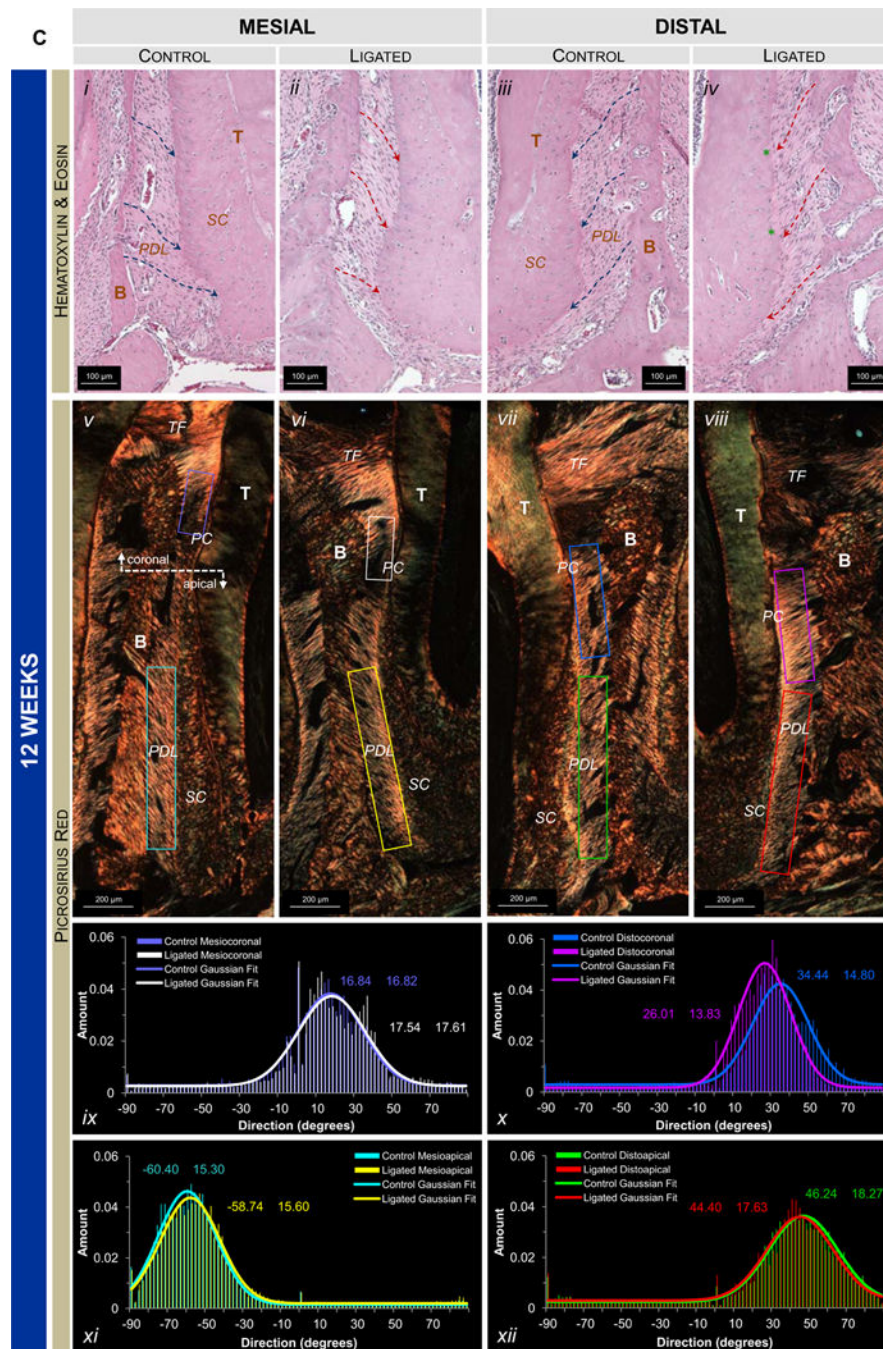 C
MESIAL
DISTAL
CONTROL
LIGATED
CONTROL
LIGATED
12 WEEKS
HEMATOXYLIN & EOSIN
i
T
SC
PDL
B
100 µm
ii
100 µm
iii
T
PDL
SC
B
100 µm
iv
*
*
100 µm
PICROSIRIUS RED
v
TF
T
PC
coronal
apical
B
PDL
SC
200 µm
vi
TF
T
B
PC
PDL
SC
200 µm
vii
TF
T
B
PC
PDL
SC
200 µm
viii
TF
T
B
PC
PDL
SC
200 µm
0.06
0.04
0.02
0
Amount
Control Mesiocoronal
Ligated Mesiocoronal
Control Gaussian Fit
Ligated Gaussian Fit
16.84 16.82
17.54 17.61
-90 -70 -50 -30 -10 10 30 50 70
ix
Direction (degrees)
0.06
0.04
0.02
0
Amount
Control Distocoronal
Ligated Distocoronal
Control Gaussian Fit
Ligated Gaussian Fit
34.44 14.80
26.01 13.83
-90 -70 -50 -30 -10 10 30 50 70
x
Direction (degrees)
0.06
0.04
0.02
0
Amount
Control Mesioapical
Ligated Mesioapical
Control Gaussian Fit
Ligated Gaussian Fit
-60.40 15.30
-58.74 15.60
-90 -70 -50 -30 -10 10 30 50 70
xi
Direction (degrees)
0.06
0.04
0.02
0
Amount
Control Distoapical
Ligated Distoapical
Control Gaussian Fit
Ligated Gaussian Fit
46.24 18.27
44.40 17.63
-90 -70 -50 -30 -10 10 30 50 70
xii
Direction (degrees)